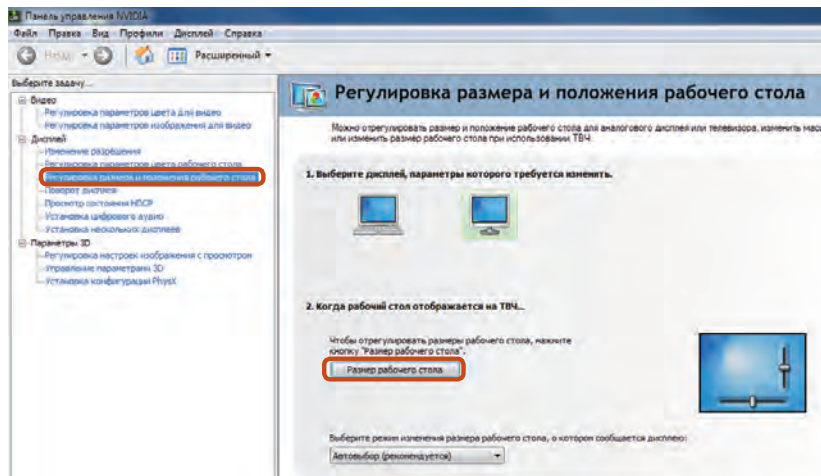 Панель управления NVIDIA
Файл Правка Вид Профили Дисплей Справка
Назад Расширенный
Выберите задачу...
Видео
Регулировка параметров цвета для видео
Регулировка параметров изображения для видео
Дисплей
Изменение разрешения
Регулировка параметров цвета рабочего стола
Регулировка размера и положения рабочего стола
Поворот дисплея
Просмотр состояния HDCP
Установка цифрового аудио
Установка нескольких дисплеев
Параметры 3D
Регулировка настроек изображения с просмотром
Управление параметрами 3D
Установка конфигурации PhysX
Регулировка размера и положения рабочего стола
Можно отрегулировать размер и положение рабочего стола для аналогового дисплея или телевизора, изменить мас
или изменить размер рабочего стола при использовании ТВЧ.
1. Выберите дисплей, параметры которого требуется изменить.
2. Когда рабочий стол отображается на ТВЧ...
Чтобы отрегулировать размеры рабочего стола, нажмите
кнопку "Размер рабочего стола".
Размер рабочего стола
Выберите режим изменения размера рабочего стола, о котором сообщается дисплею:
Автовыбор (рекомендуется)